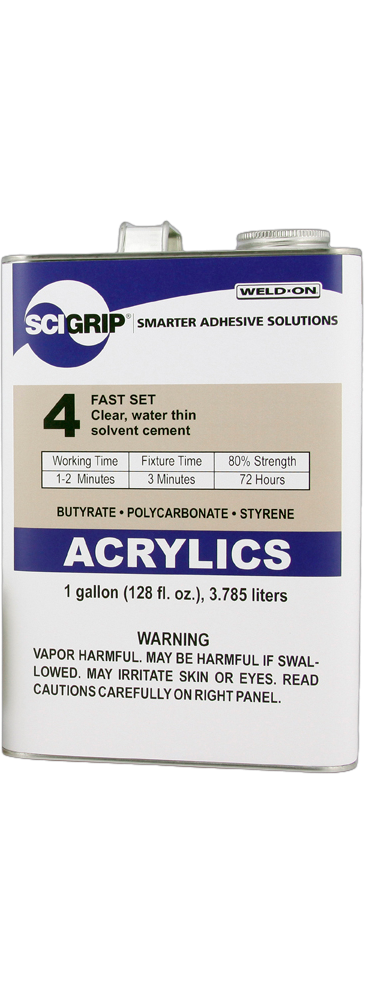 WELD-ON
SCIGRIP® SMARTER ADHESIVE SOLUTIONS
4
FAST SET
Clear, water thin
solvent cement
Working Time Fixture Time 80% Strength
1-2 Minutes 3 Minutes 72 Hours
BUTYRATE • POLYCARBONATE • STYRENE
ACRYLICS
1 gallon (128 fl. oz.), 3.785 liters
WARNING
VAPOR HARMFUL. MAY BE HARMFUL IF SWAL-
LOWED. MAY IRRITATE SKIN OR EYES. READ
CAUTIONS CAREFULLY ON RIGHT PANEL.